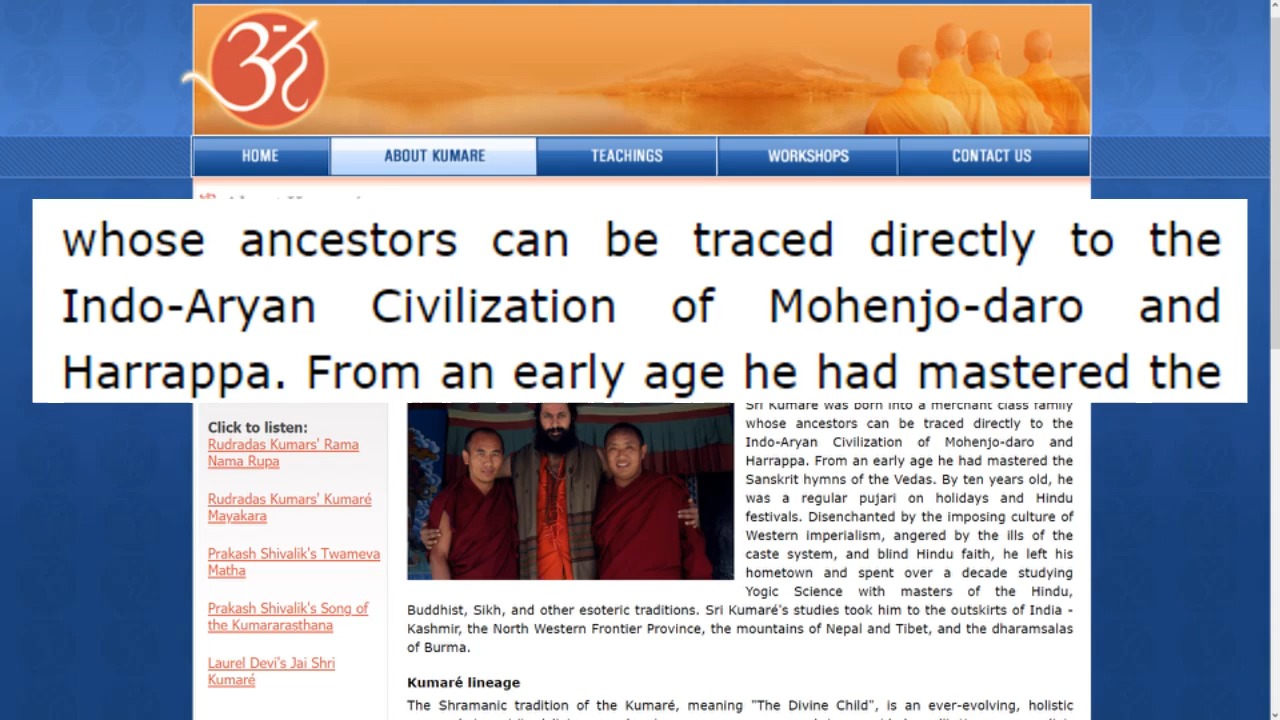 ॐ
HOME ABOUT KUMARE TEACHINGS WORKSHOPS CONTACT US
whose ancestors can be traced directly to the
Indo-Aryan Civilization of Mohenjo-daro and
Harrappa. From an early age he had mastered the
Click to listen:
Rudradas Kumars' Rama
Nama Rupa
Rudradas Kumars' Kumaré
Mayakara
Prakash Shivalik's Twameva
Matha
Prakash Shivalik's Song of
the Kumararasthana
Laurel Devi's Jai Shri
Kumaré
Sri Kumaré was born into a merchant class family
whose ancestors can be traced directly to the
Indo-Aryan Civilization of Mohenjo-daro and
Harrappa. From an early age he had mastered the
Sanskrit hymns of the Vedas. By ten years old, he
was a regular pujari on holidays and Hindu
festivals. Disenchanted by the imposing culture of
Western imperialism, angered by the ills of the
caste system, and blind Hindu faith, he left his
hometown and spent over a decade studying
Yogic Science with masters of the Hindu,
Buddhist, Sikh, and other esoteric traditions. Sri Kumaré's studies took him to the outskirts of India -
Kashmir, the North Western Frontier Province, the mountains of Nepal and Tibet, and the dharamsalas
of Burma.
Kumaré lineage
The Shramanic tradition of the Kumaré, meaning "The Divine Child", is an ever-evolving, holistic